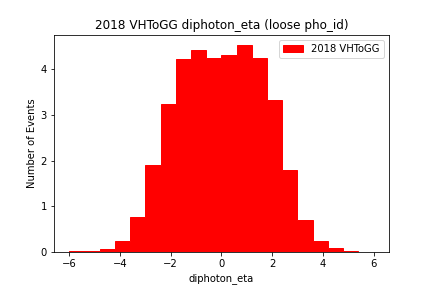 2018 VHToGG diphoton_eta (loose pho_id)
2018 VHToGG
Number of Events
4
3
2
1
0
−6 −4 −2 0 2 4 6
diphoton_eta